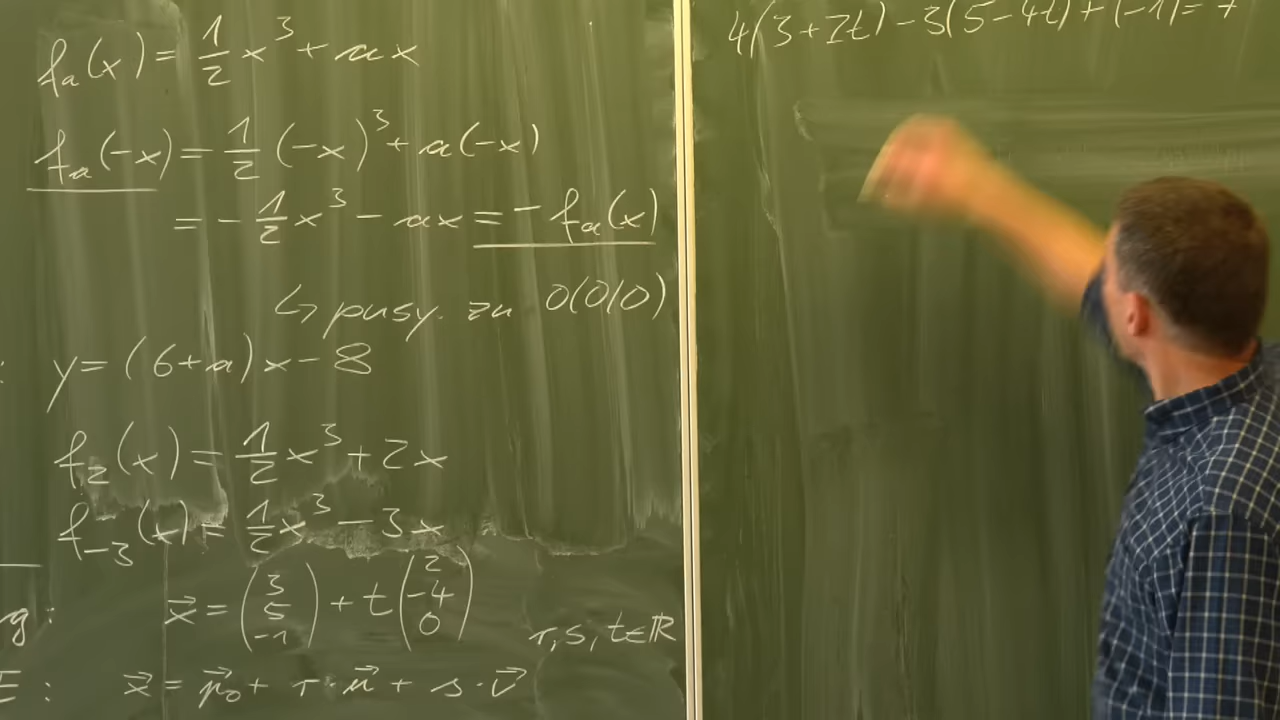 fₐ(x) = 1/2 x³ + ax
fₐ(-x) = 1/2 (-x)³ + a(-x)
= - 1/2 x³ - ax = - fₐ(x)
↳ pusy. zu O(0|0)
: y = (6+a)x - 8
f₂(x) = 1/2 x³ + 2x
f₋₃(x) = 1/2 x³ - 3x
g: x⃗ = (3 5 -1) + t (2 -4 0)
r, s, t ∈ ℝ
E: x⃗ = p⃗₀ + r · u⃗ + s · v⃗
4(3+2t) - 3(5-4t) + (-1) = 7